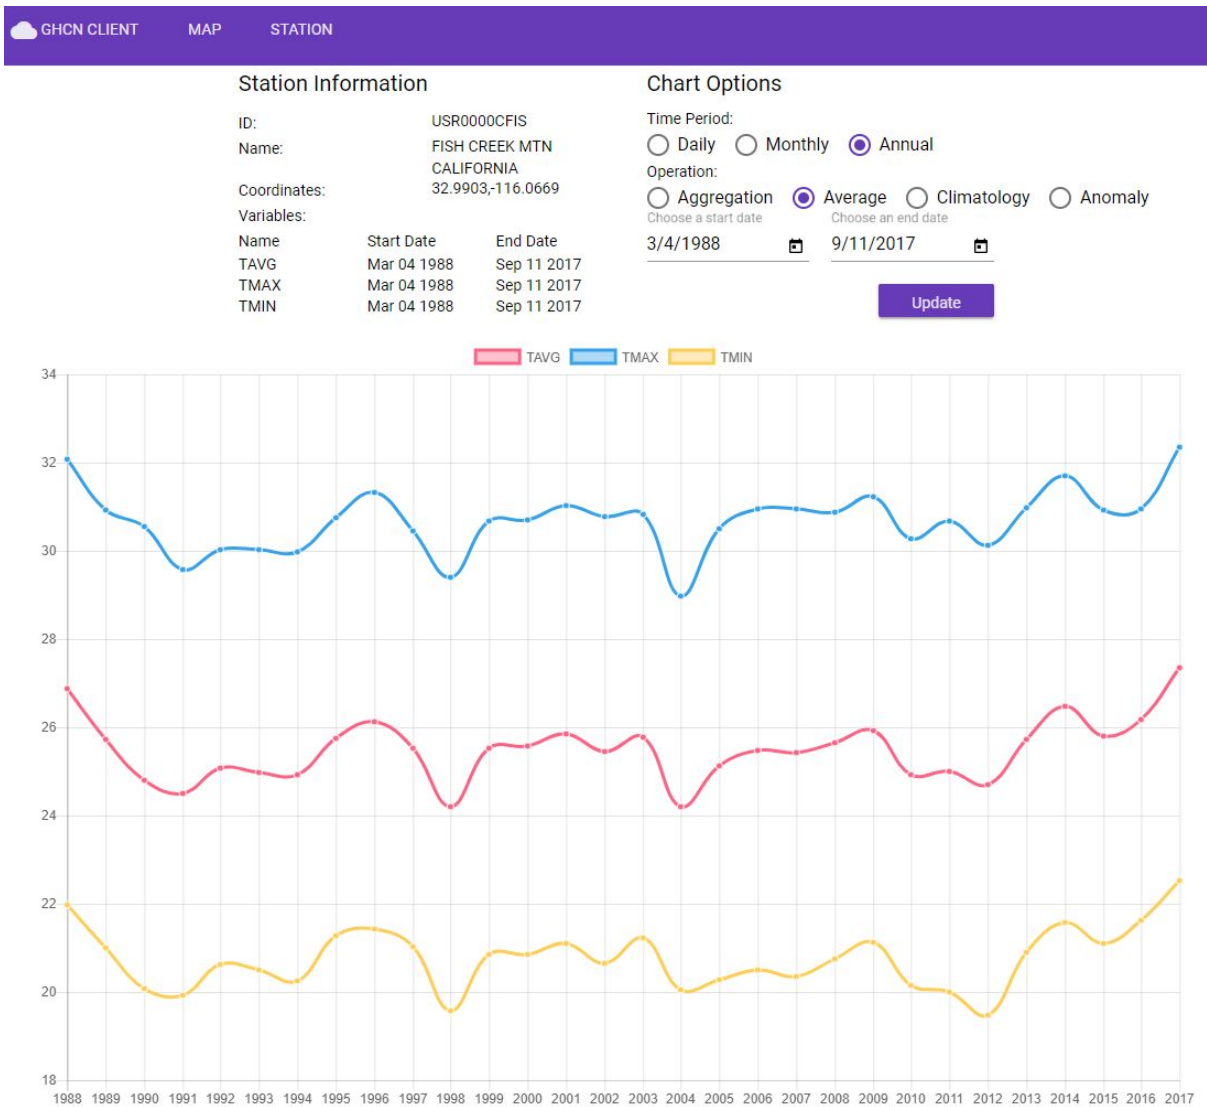 GHCN CLIENT MAP STATION
Station Information
ID: USR0000CFIS
Name: FISH CREEK MTN
CALIFORNIA
Coordinates: 32.9903,-116.0669
Variables:
Name Start Date End Date
TAVG Mar 04 1988 Sep 11 2017
TMAX Mar 04 1988 Sep 11 2017
TMIN Mar 04 1988 Sep 11 2017
Chart Options
Time Period:
Daily Monthly Annual
Operation:
Aggregation Average Climatology Anomaly
Choose a start date Choose an end date
3/4/1988 9/11/2017
Update
TAVG TMAX TMIN
34
32
30
28
26
24
22
20
18
1988 1989 1990 1991 1992 1993 1994 1995 1996 1997 1998 1999 2000 2001 2002 2003 2004 2005 2006 2007 2008 2009 2010 2011 2012 2013 2014 2015 2016 2017